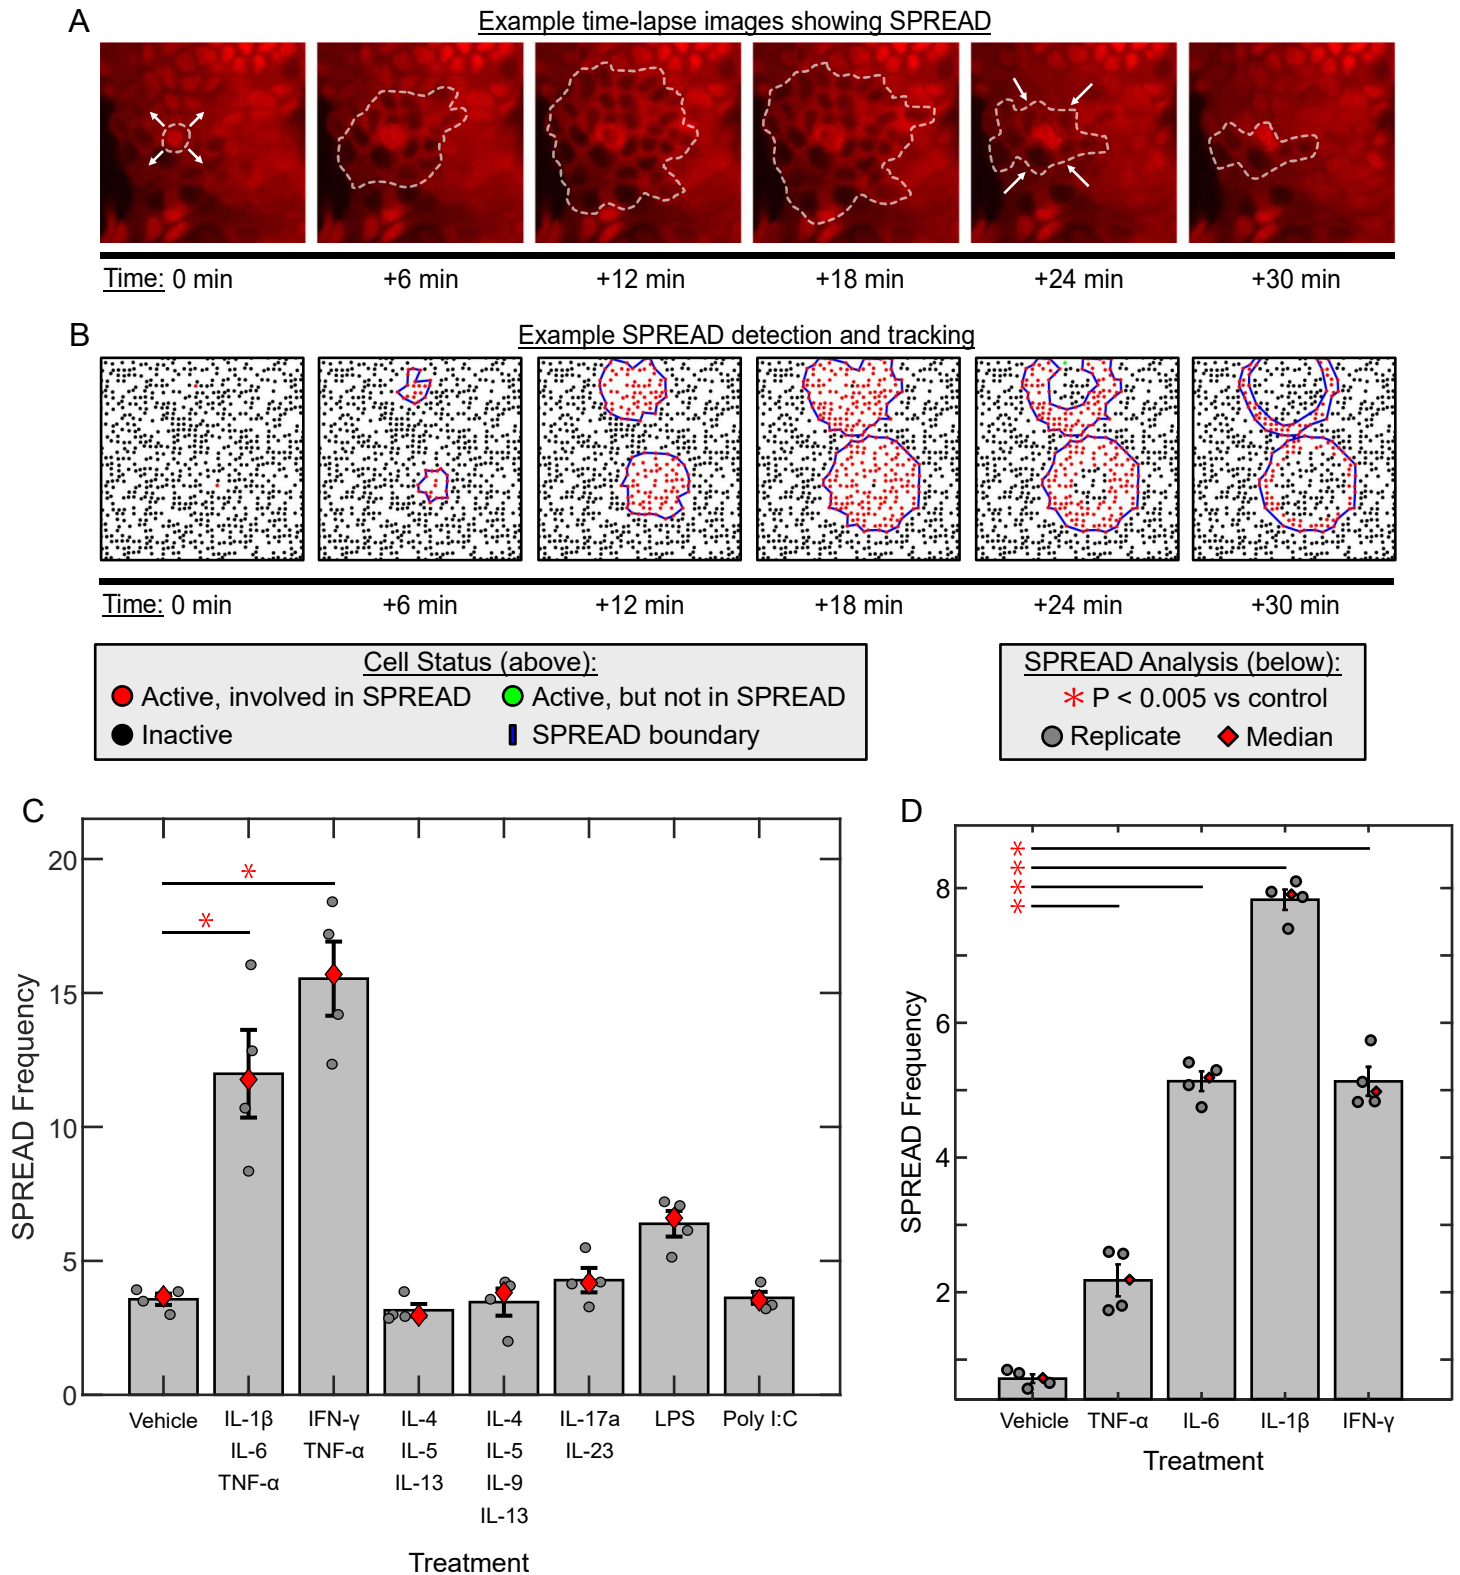 A
Example time-lapse images showing SPREAD
Time: 0 min +6 min +12 min +18 min +24 min +30 min
B
Example SPREAD detection and tracking
Time: 0 min +6 min +12 min +18 min +24 min +30 min
Cell Status (above):
Active, involved in SPREAD Active, but not in SPREAD
Inactive SPREAD boundary
SPREAD Analysis (below):
* P < 0.005 vs control
Replicate Median
C
SPREAD Frequency
20
15
10
5
0
*
*
Vehicle IL-1β IFN-γ IL-4 IL-4 IL-17a LPS Poly I:C
IL-6 TNF-α IL-5 IL-5 IL-23
TNF-α IL-13 IL-9
IL-13
Treatment
D
SPREAD Frequency
8
6
4
2
*
*
*
*
Vehicle TNF-α IL-6 IL-1β IFN-γ
Treatment